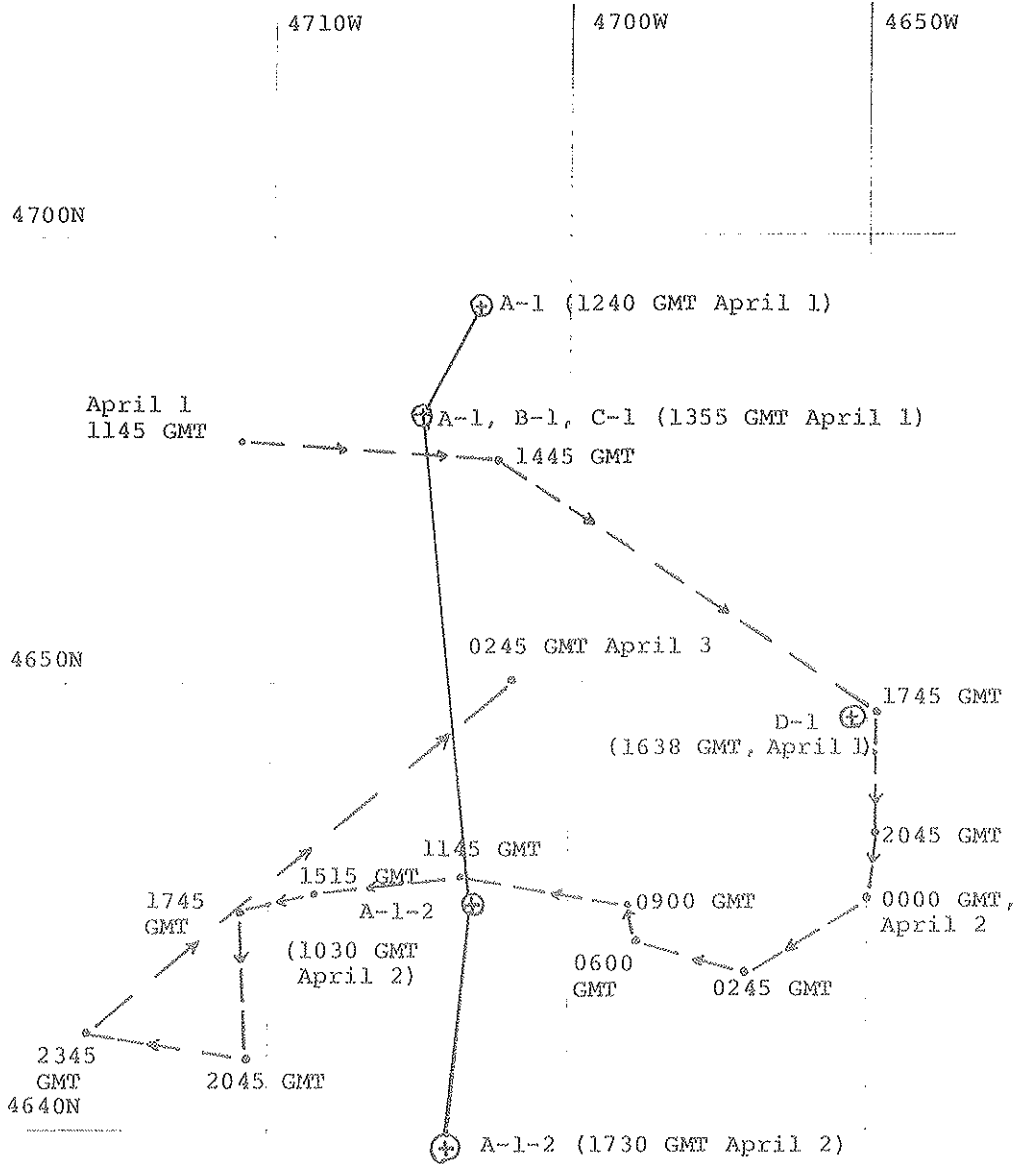 4710W
4700W
4650W
4700N
A-1 (1240 GMT April 1)
April 1
1145 GMT
A-1, B-1, C-1 (1355 GMT April 1)
1445 GMT
4650N
0245 GMT April 3
1745 GMT
D-1
(1638 GMT, April 1)
2045 GMT
1145 GMT
1515 GMT
1745
GMT
A-1-2
(1030 GMT
April 2)
0900 GMT
0000 GMT,
April 2
0600
GMT
0245 GMT
2345
GMT
2045 GMT
4640N
A-1-2 (1730 GMT April 2)